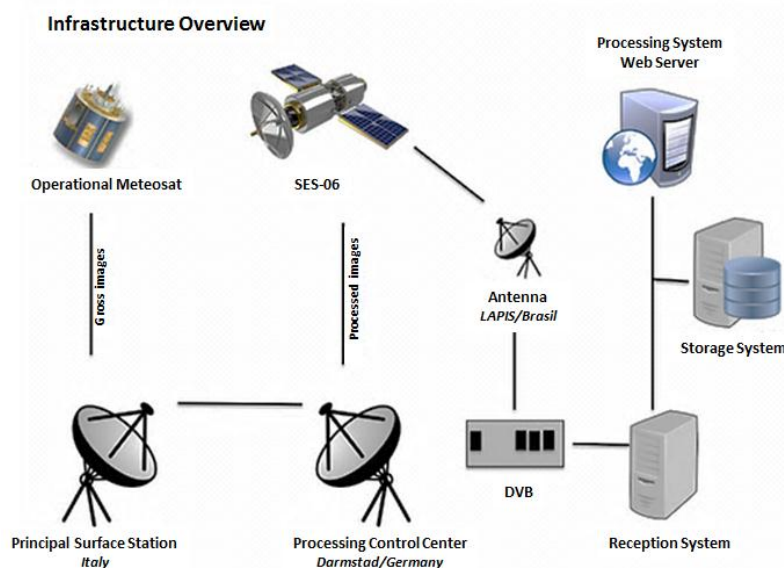 Infrastructure Overview
Processing System
Web Server
Operational Meteosat
SES-06
Gross images
Processed images
Antenna
LAPIS/Brasil
Storage System
DVB
Principal Surface Station
Italy
Processing Control Center
Darmstad/Germany
Reception System